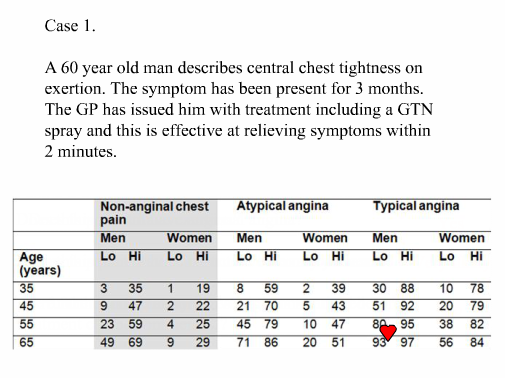 Case 1.
A 60 year old man describes central chest tightness on
exertion. The symptom has been present for 3 months.
The GP has issued him with treatment including a GTN
spray and this is effective at relieving symptoms within
2 minutes.
Non-anginal chest pain Atypical angina Typical angina
Men Women Men Women Men Women
Age (years) Lo Hi Lo Hi Lo Hi Lo Hi Lo Hi Lo Hi
35 3 35 1 19 8 59 2 39 30 88 10 78
45 9 47 2 22 21 70 5 43 51 92 20 79
55 23 59 4 25 45 79 10 47 95 38 82
65 49 69 9 29 71 86 20 51 93 97 56 84